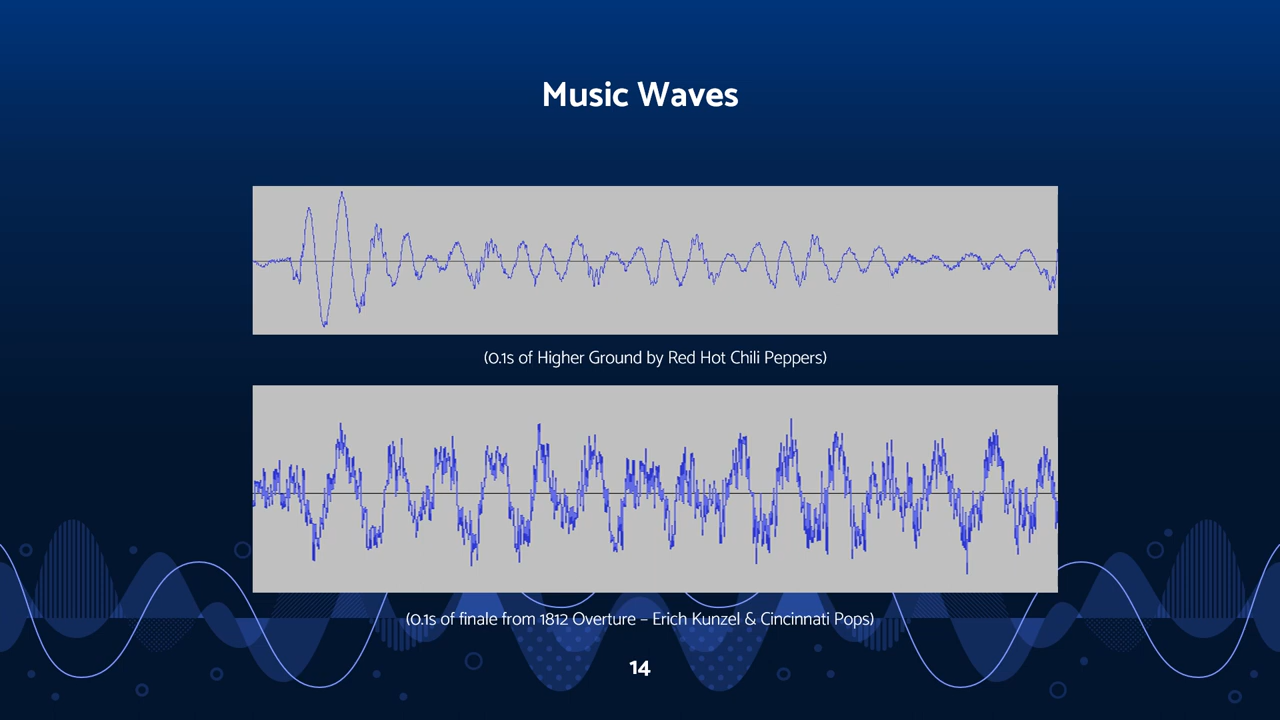 Music Waves
(0.1s of Higher Ground by Red Hot Chili Peppers)
(0.1s of finale from 1812 Overture – Erich Kunzel & Cincinnati Pops)
14